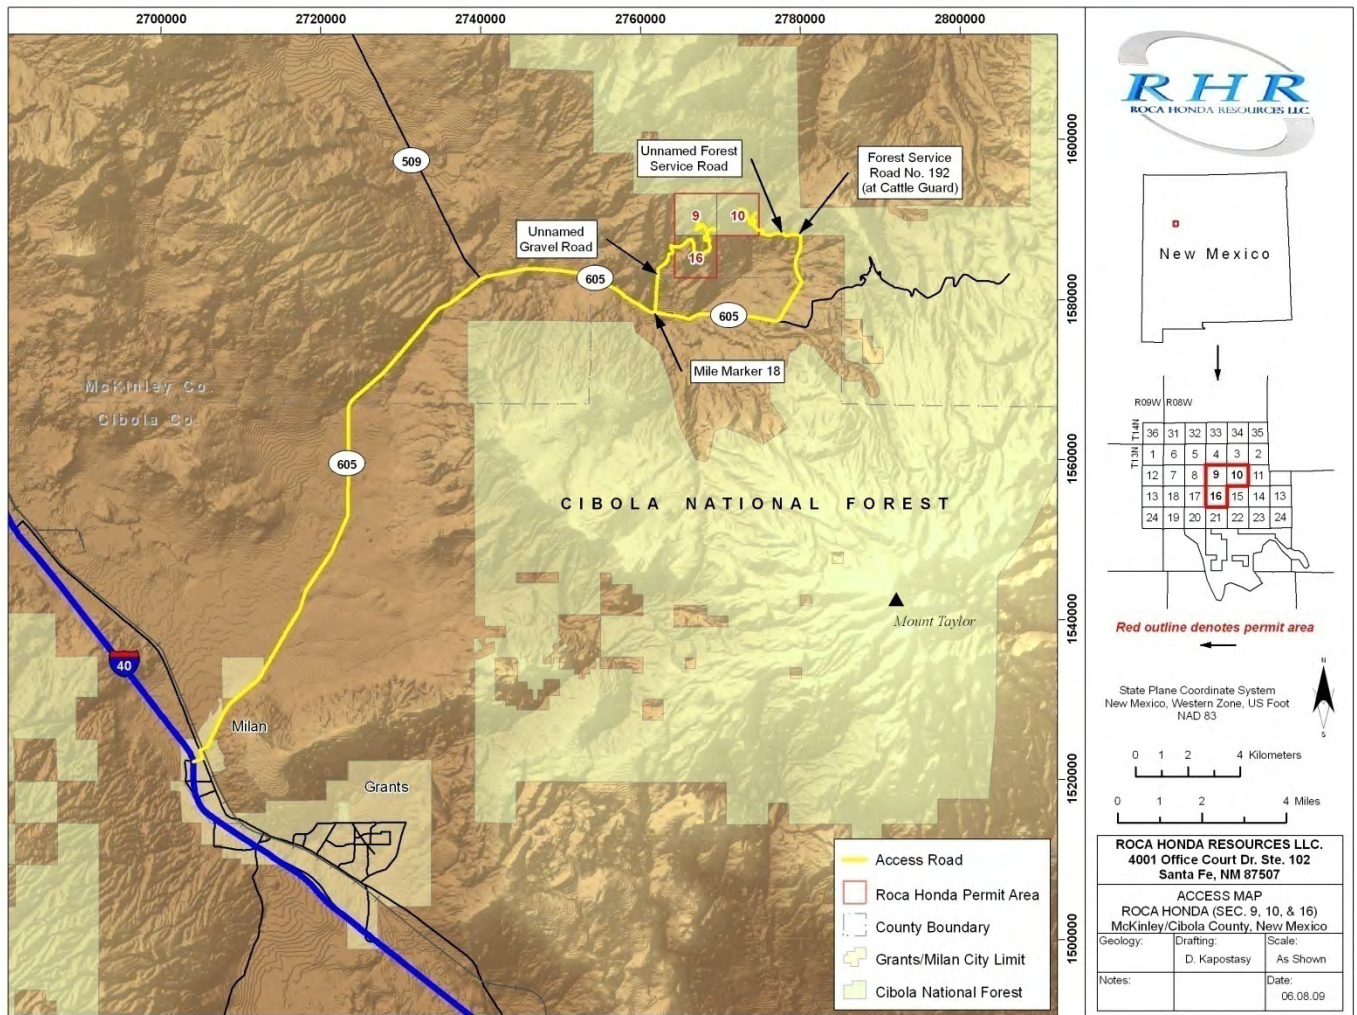 2700000
2720000
2740000
2760000
2780000
2800000
1600000
1580000
1560000
1540000
1520000
1500000
509
Unnamed Forest
Service Road
Forest Service
Road No. 192
(at Cattle Guard)
9
10
16
Unnamed
Gravel Road
605
605
Mile Marker 18
McKinley Co.
Cibola Co.
605
CIBOLA NATIONAL FOREST
Mount Taylor
40
Milan
Grants
Access Road
Roca Honda Permit Area
County Boundary
Grants/Milan City Limit
Cibola National Forest
RHR
ROCA HONDA RESOURCES LLC.
New Mexico
R09W R08W
T14N
T13N
36 31 32 33 34 35
1 6 5 4 3 2
12 7 8 9 10 11
13 18 17 16 15 14 13
24 19 20 21 22 23 24
Red outline denotes permit area
N
S
State Plane Coordinate System
New Mexico, Western Zone, US Foot
NAD 83
0 1 2 4 Kilometers
0 1 2 4 Miles
ROCA HONDA RESOURCES LLC.
4001 Office Court Dr. Ste. 102
Santa Fe, NM 87507
ACCESS MAP
ROCA HONDA (SEC. 9, 10, & 16)
McKinley/Cibola County, New Mexico
Geology:
Drafting:
D. Kapostasy
Scale:
As Shown
Notes:
Date:
06.08.09